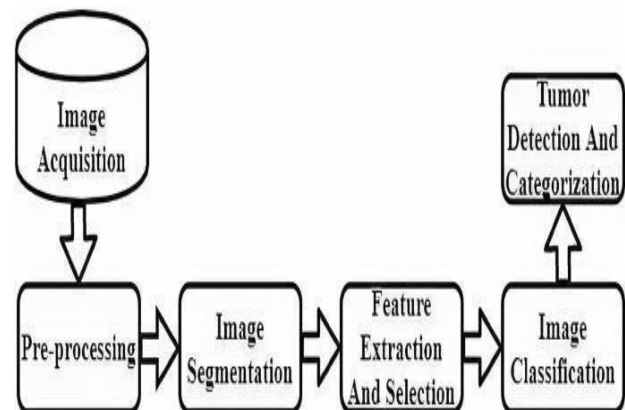 Image
Acquisition
Pre-processing
Image
Segmentation
Feature
Extraction
And Selection
Image
Classification
Tumor
Detection And
Categorization